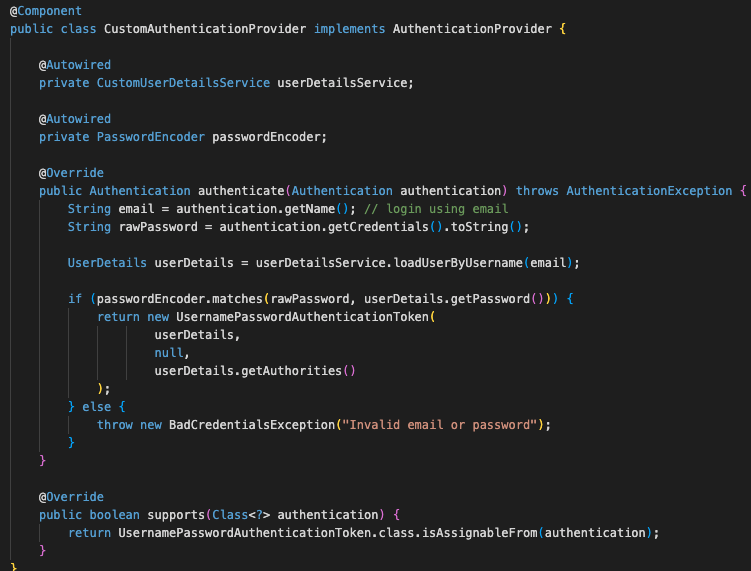 @Component
public class CustomAuthenticationProvider implements AuthenticationProvider {
@Autowired
private CustomUserDetailsService userDetailsService;
@Autowired
private PasswordEncoder passwordEncoder;
@Override
public Authentication authenticate(Authentication authentication) throws AuthenticationException {
String email = authentication.getName(); // login using email
String rawPassword = authentication.getCredentials().toString();
UserDetails userDetails = userDetailsService.loadUserByUsername(email);
if (passwordEncoder.matches(rawPassword, userDetails.getPassword())) {
return new UsernamePasswordAuthenticationToken(
userDetails,
null,
userDetails.getAuthorities()
);
} else {
throw new BadCredentialsException("Invalid email or password");
}
}
@Override
public boolean supports(Class<?> authentication) {
return UsernamePasswordAuthenticationToken.class.isAssignableFrom(authentication);
}
}